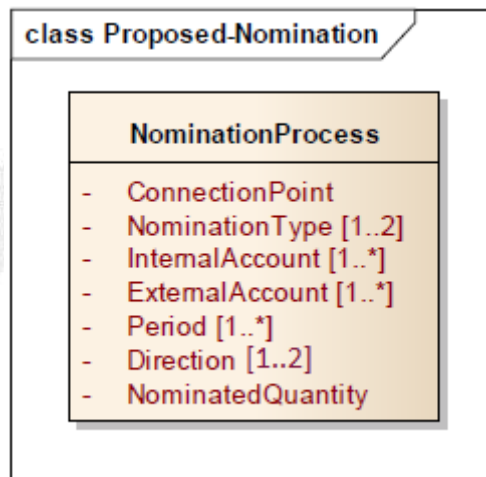 class Proposed-Nomination
NominationProcess
- ConnectionPoint
- NominationType [1..2]
- InternalAccount [1..*]
- ExternalAccount [1..*]
- Period [1..*]
- Direction [1..2]
- NominatedQuantity